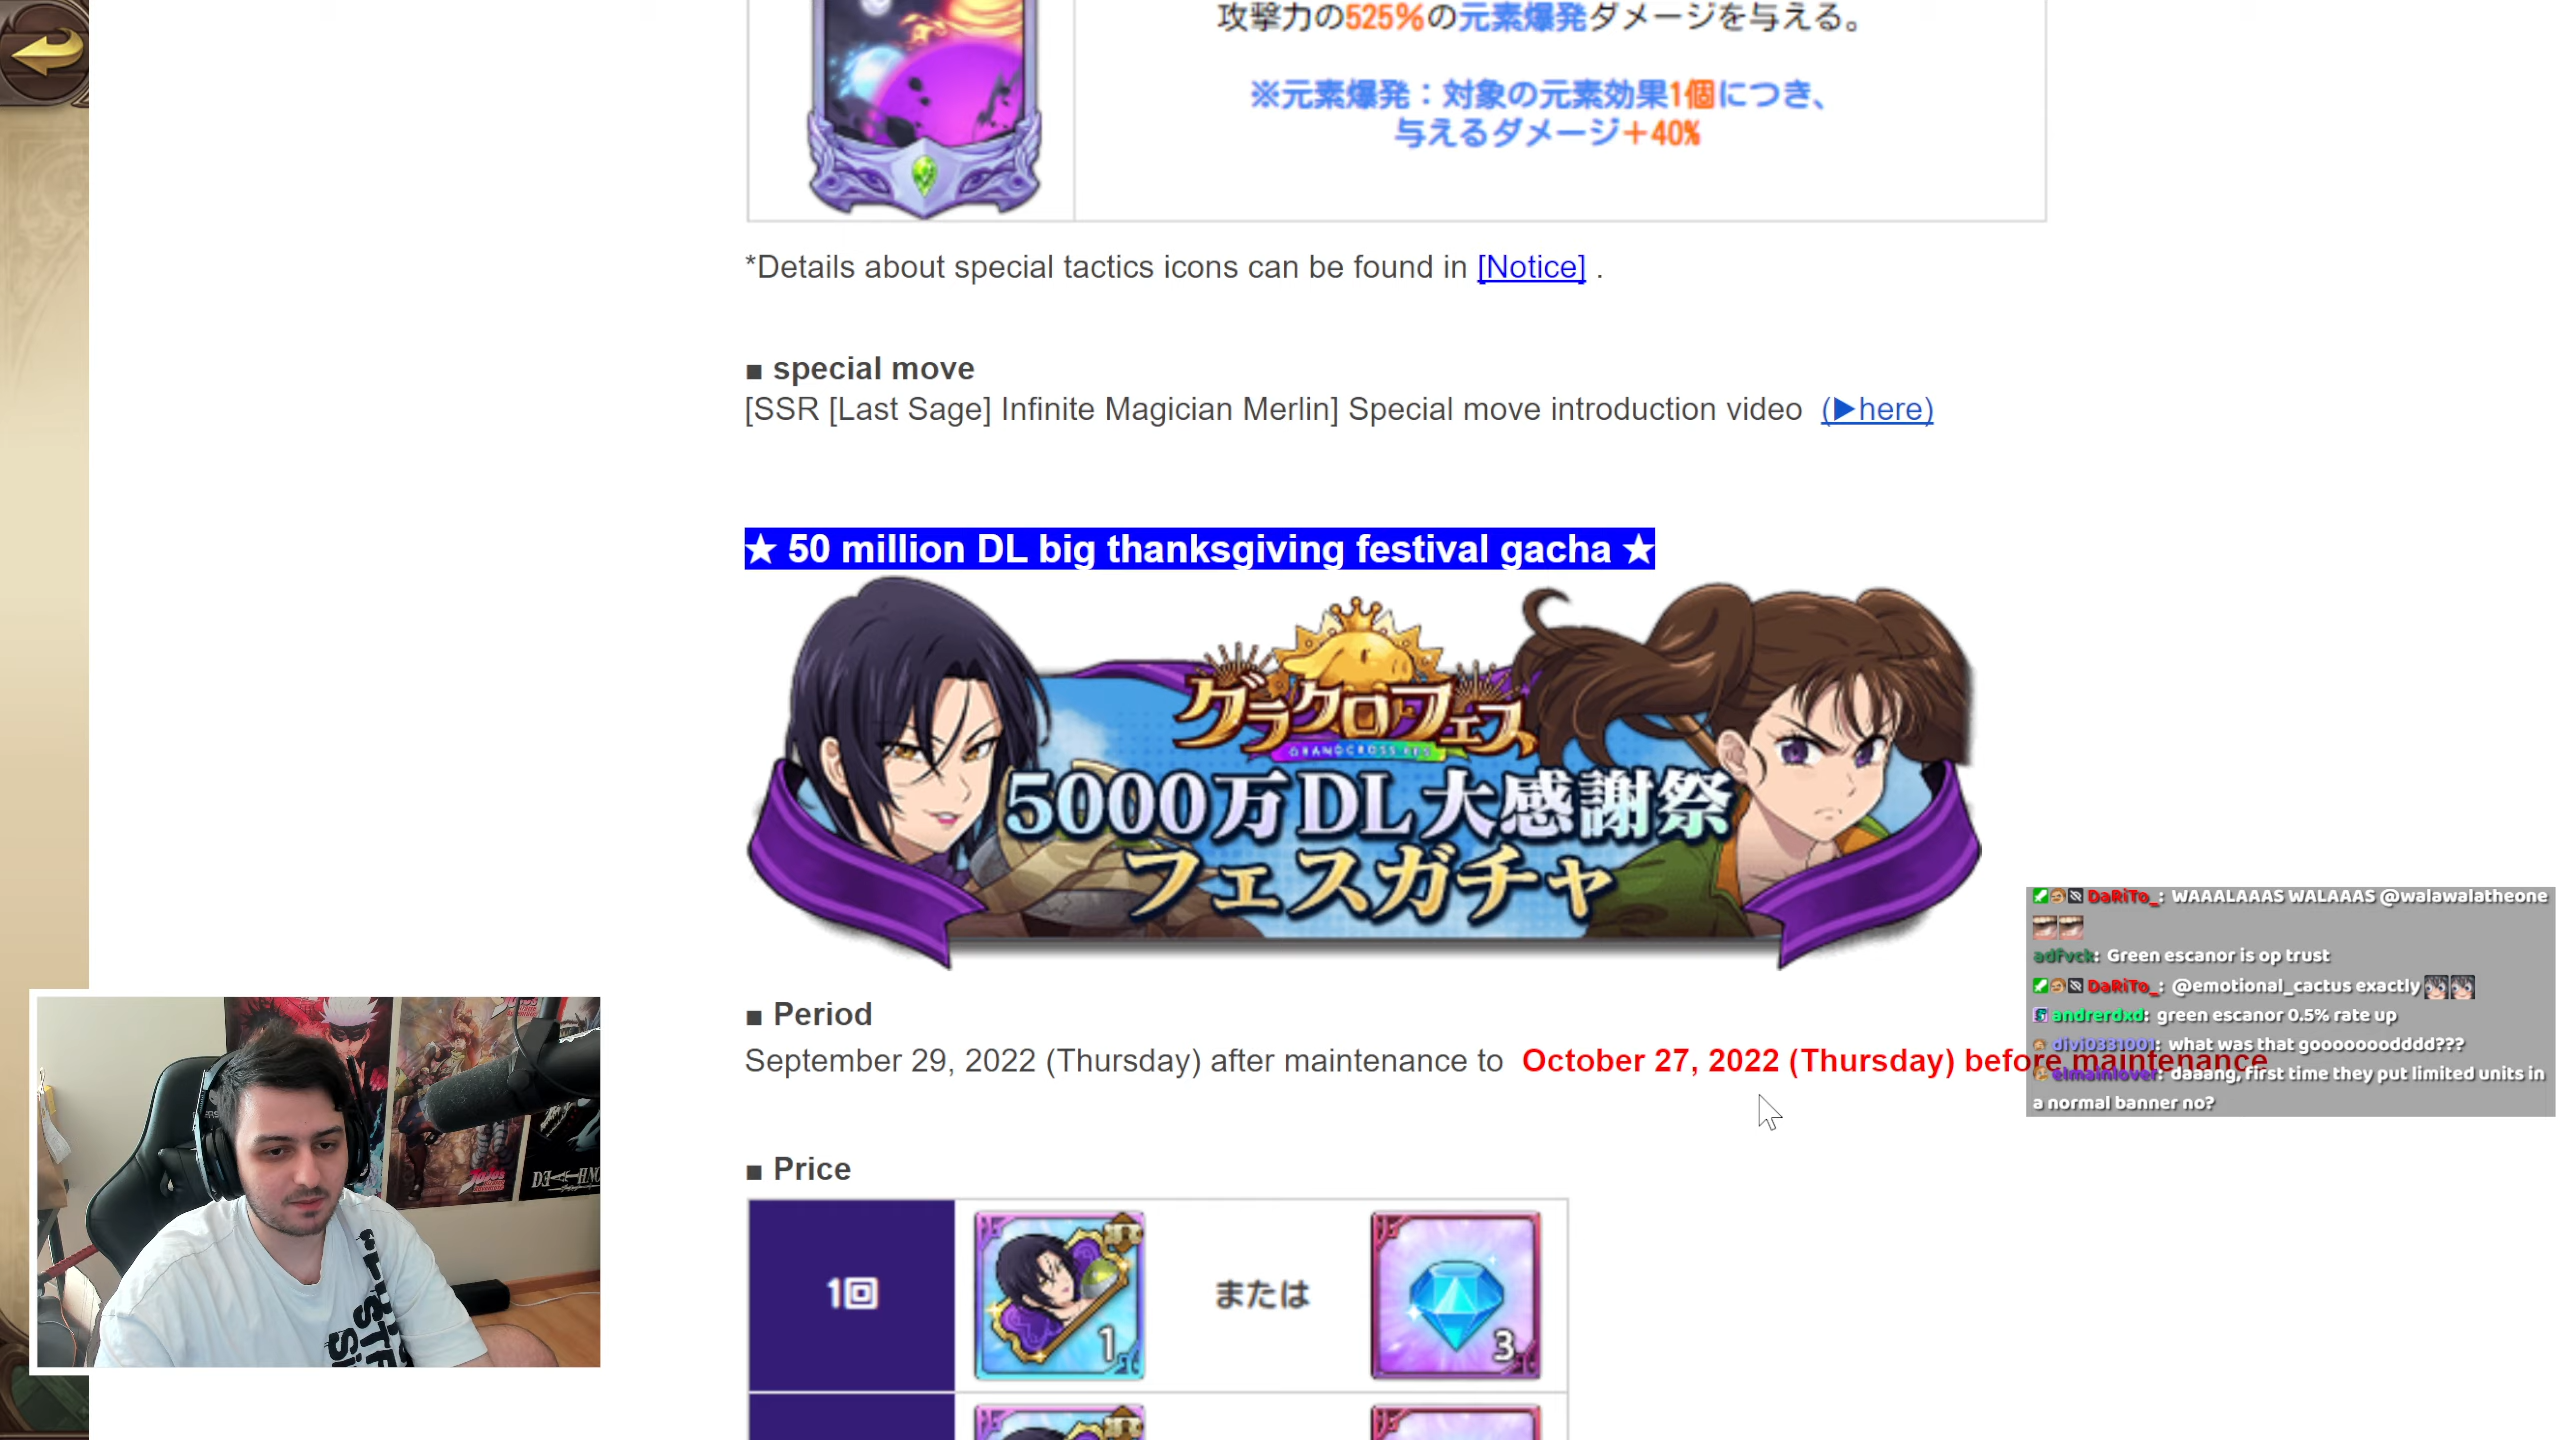 攻撃力の525%の元素爆発ダメージを与える。
※元素爆発：対象の元素効果1個につき、
与えるダメージ＋40%
*Details about special tactics icons can be found in [Notice] .
■ special move
[SSR [Last Sage] Infinite Magician Merlin] Special move introduction video (▶here)
★ 50 million DL big thanksgiving festival gacha ★
グラクロフェス
GRANDCROSS FES
5000万DL大感謝祭
フェスガチャ
■ Period
September 29, 2022 (Thursday) after maintenance to October 27, 2022 (Thursday) before maintenance
■ Price
1回
1
または
3
DaRiTo_: WAAALAAAS WALAAAS @walawalatheone
adfvck: Green escanor is op trust
DaRiTo_: @emotional_cactus exactly
andrerdxd: green escanor 0.5% rate up
divi0331001: what was that gooooooodddd???
elmainlover: daaang, first time they put limited units in
a normal banner no?